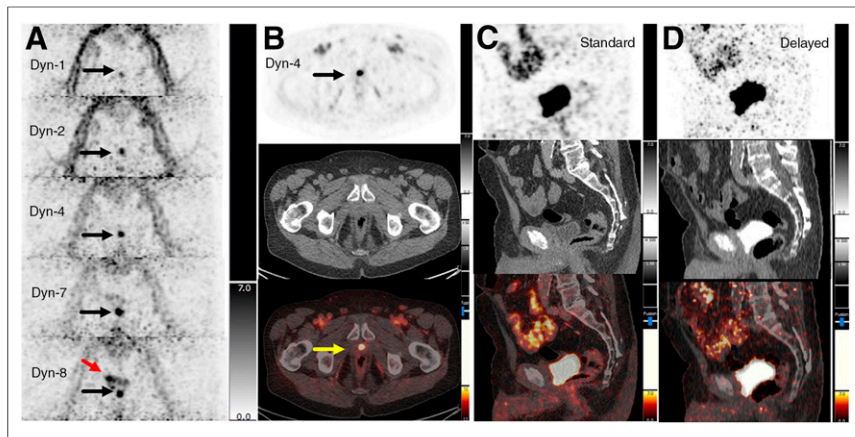 A
Dyn-1
Dyn-2
Dyn-4
Dyn-7
Dyn-8
7.0
0.0
B
Dyn-4
C
Standard
D
Delayed